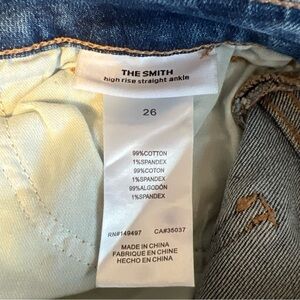 THE SMITH
high rise straight ankle
26
99%COTTON
1%SPANDEX
99%COTON
1%SPANDEX
99%ALGODÓN
1%SPANDEX
RN#149497 CA#35037
MADE IN CHINA
FABRIQUE EN CHINE
HECHO EN CHINA